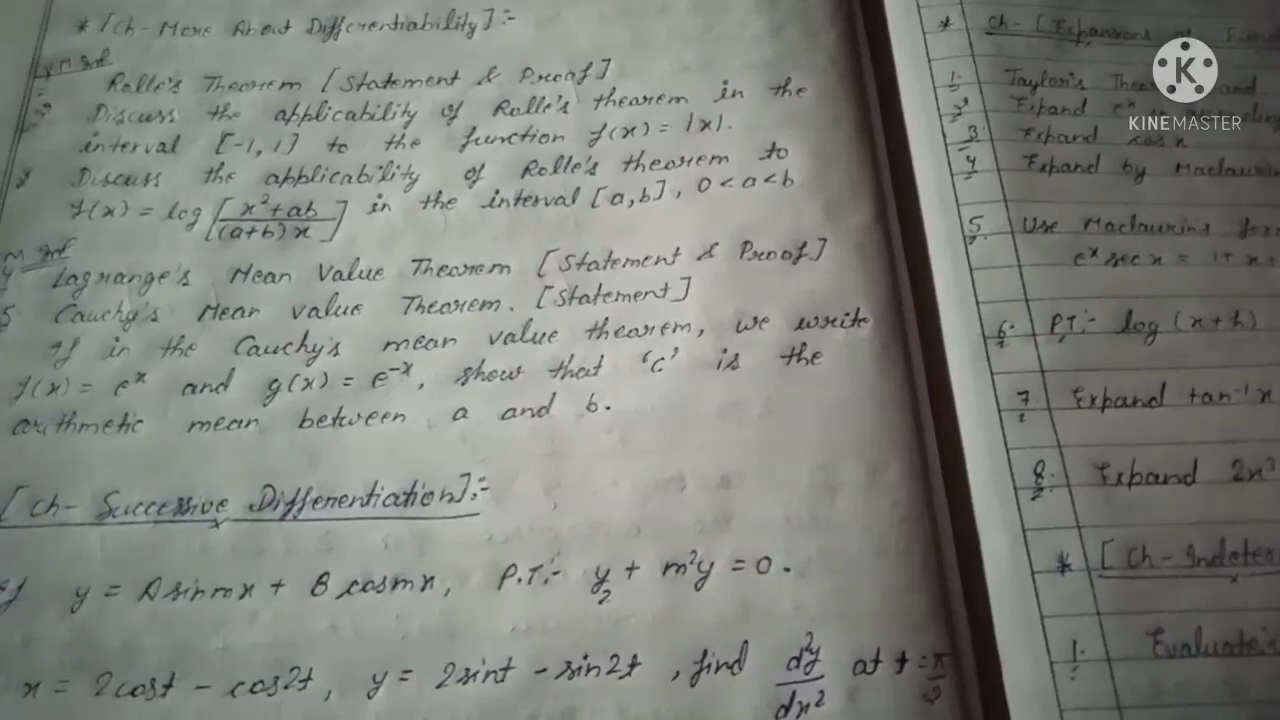 * [Ch- More About Differentiability]:-
Rolle's Theorem [Statement & Proof]
Discuss the applicability of Rolle's theorem in the
interval [-1, 1] to the function f(x) = |x|.
Discuss the applicability of Rolle's theorem to
f(x) = log [x²+ab / (a+b)x] in the interval [a,b], 0<a<b
Lagrange's Mean Value Theorem [Statement & Proof]
5 Cauchy's Mean value Theorem. [Statement]
If in the Cauchy's mean value theorem, we write
f(x) = e^x and g(x) = e^-x, show that 'c' is the
arithmetic mean between a and b.
[Ch- Successive Differentiation]:-
y = A sin mx + B cos mx, P.T:- y₂ + m²y = 0.
x = 2cost - cos2t, y = 2sint - sin2t, find d²y/dx² at t = π/2
* Ch- [Expansions of
1. Taylor's
2. Expand e^x
3. Expand cos x
4. Expand by Maclaurin
5. Use Maclaurins
e^x sec x = 1 + x +
6. P.T:- log (x+h)
7. Expand tan⁻¹ x
8. Expand 2x³
* [Ch-
1. Evaluate:
K
KINEMASTER